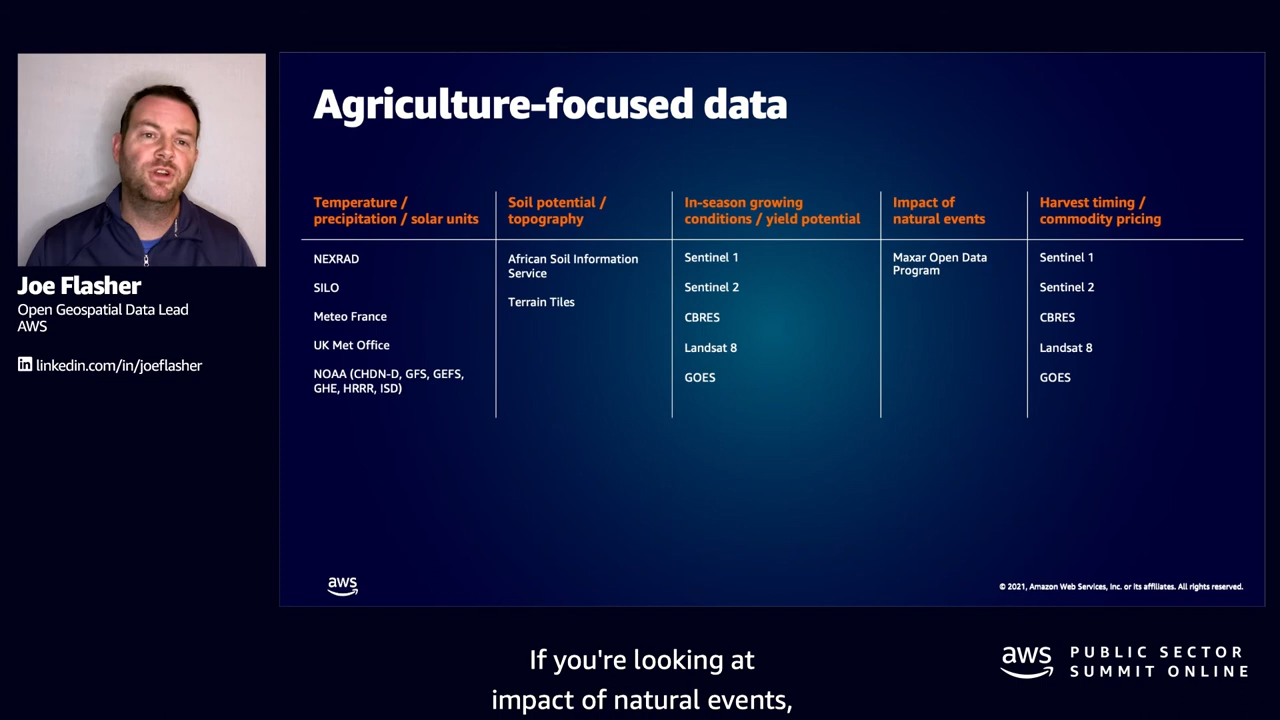 Agriculture-focused data
Temperature /
precipitation / solar units
NEXRAD
SILO
Meteo France
UK Met Office
NOAA (CHDN-D, GFS, GEFS,
GHE, HRRR, ISD)
Soil potential /
topography
African Soil Information
Service
Terrain Tiles
In-season growing
conditions / yield potential
Sentinel 1
Sentinel 2
CBRES
Landsat 8
GOES
Impact of
natural events
Maxar Open Data
Program
Harvest timing /
commodity pricing
Sentinel 1
Sentinel 2
CBRES
Landsat 8
GOES
aws
© 2021, Amazon Web Services, Inc. or its affiliates. All rights reserved.
Joe Flasher
Open Geospatial Data Lead
AWS
in linkedin.com/in/joeflasher
If you're looking at
impact of natural events,
aws
PUBLIC SECTOR
SUMMIT ONLINE